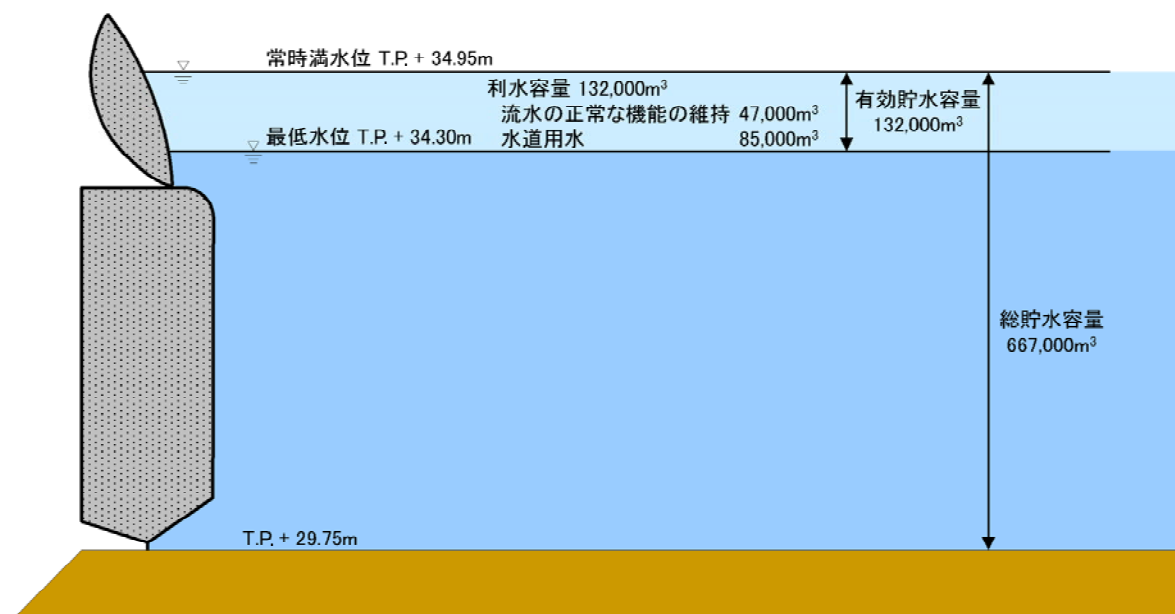 常時満水位 T.P. + 34.95m
利水容量 132,000m³
流水の正常な機能の維持 47,000m³
水道用水 85,000m³
有効貯水容量
132,000m³
最低水位 T.P. + 34.30m
総貯水容量
667,000m³
T.P. + 29.75m